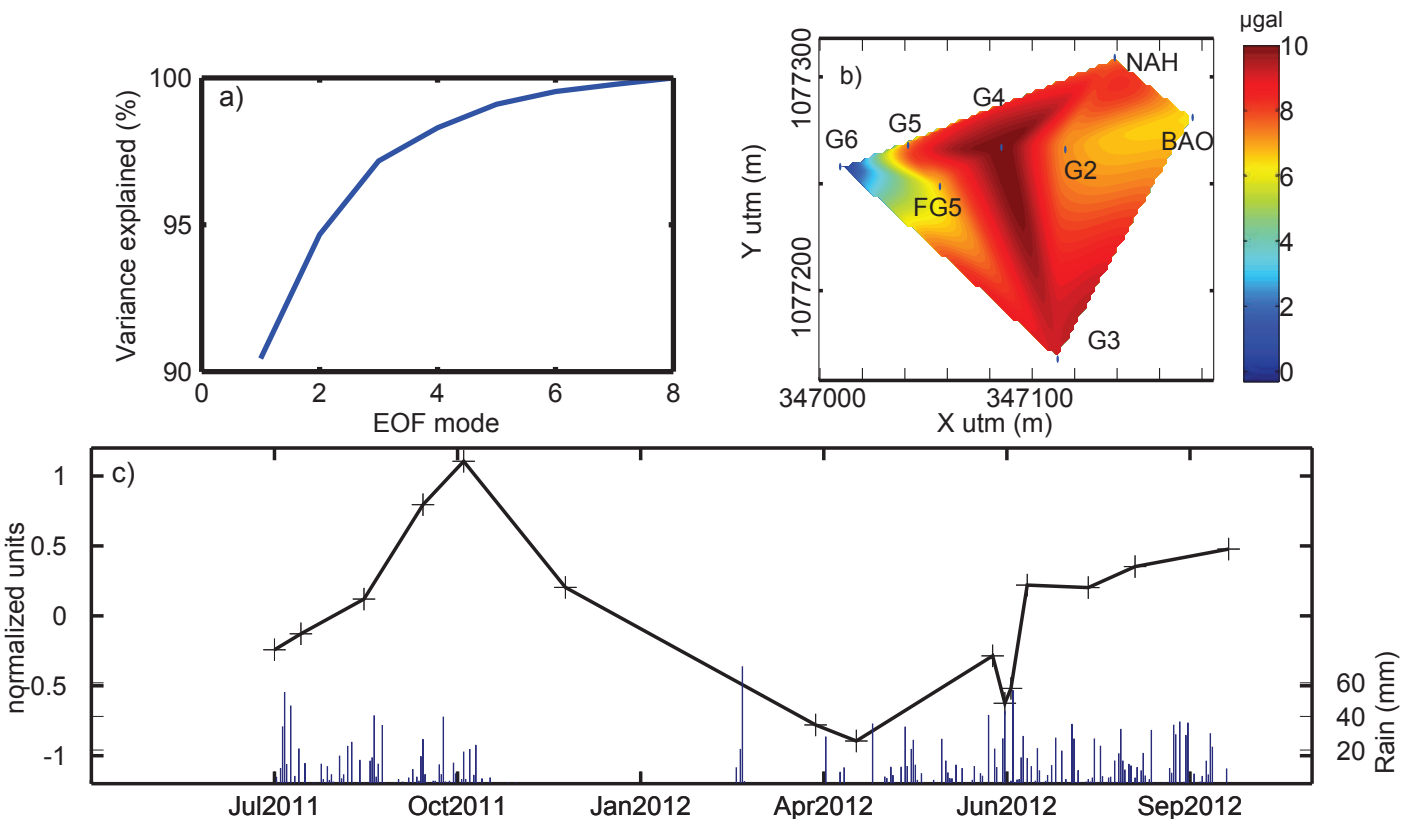 a)
100
95
90
Variance explained (%)
0
2
4
6
8
EOF mode
b)
µgal
10
8
6
4
2
0
1077300
1077200
Y utm (m)
NAH
G4
G5
G6
BAO
G2
FG5
G3
347000
347100
X utm (m)
c)
1
0.5
0
-0.5
-1
normalized units
60
40
20
Rain (mm)
Jul2011
Oct2011
Jan2012
Apr2012
Jun2012
Sep2012